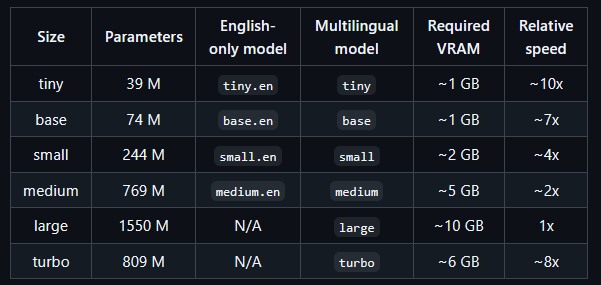 Size Parameters English-only model Multilingual model Required VRAM Relative speed
tiny 39 M tiny.en tiny ~1 GB ~10x
base 74 M base.en base ~1 GB ~7x
small 244 M small.en small ~2 GB ~4x
medium 769 M medium.en medium ~5 GB ~2x
large 1550 M N/A large ~10 GB 1x
turbo 809 M N/A turbo ~6 GB ~8x